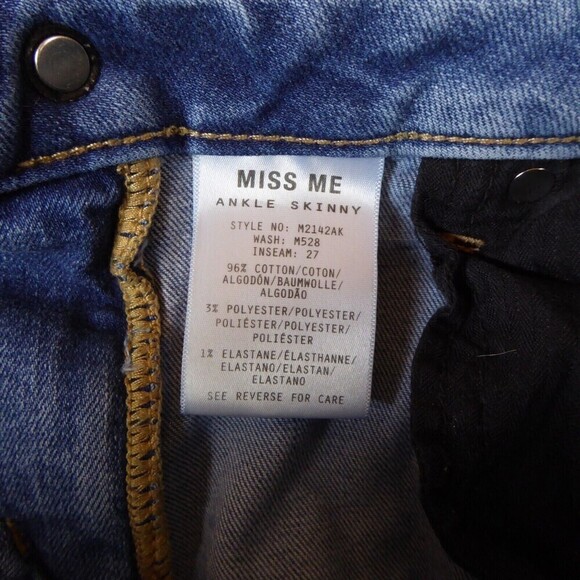 MISS ME
ANKLE SKINNY
STYLE NO: M2142AK
WASH: M528
INSEAM: 27
96% COTTON/COTON/
ALGODÓN/BAUMWOLLE/
ALGODÃO
3% POLYESTER/POLYESTER/
POLIÉSTER/POLYESTER/
POLIÉSTER
1% ELASTANE/ÉLASTHANNE/
ELASTANO/ELASTAN/
ELASTANO
SEE REVERSE FOR CARE